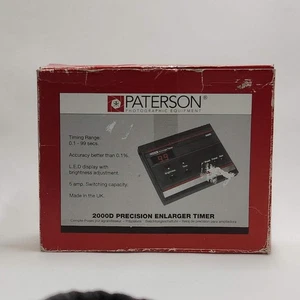 PATERSON®
PHOTOGRAPHIC EQUIPMENT
Timing Range:
0.1 - 99 secs.
Accuracy better than 0.1%.
L.E.D display with
brightness adjustment.
5 amp. Switching capacity.
Made in the UK.
2000D PRECISION ENLARGER TIMER